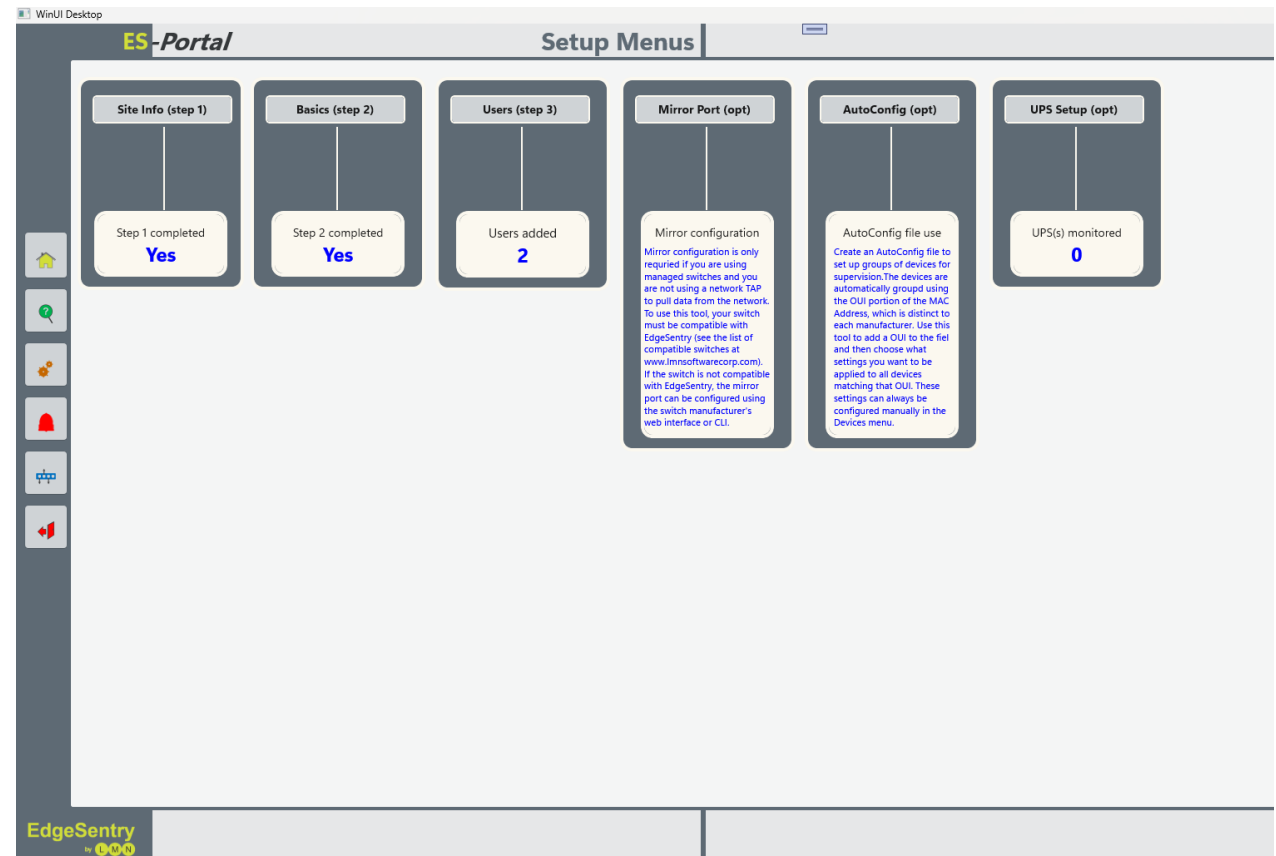 WinUI Desktop
ES-Portal
Setup Menus
Site Info (step 1)
Step 1 completed
Yes
Basics (step 2)
Step 2 completed
Yes
Users (step 3)
Users added
2
Mirror Port (opt)
Mirror configuration
Mirror configuration is only
requried if you are using
managed switches and you
are not using a network TAP
to pull data from the network.
To use this tool, your switch
must be compatible with
EdgeSentry (see the list of
compatible switches at
www.lmnsoftwarecorp.com).
If the switch is not compatible
with EdgeSentry, the mirror
port can be configured using
the switch manufacturer's
web interface or CLI.
AutoConfig (opt)
AutoConfig file use
Create an AutoConfig file to
set up groups of devices for
supervision.The devices are
automatically groupd using
the OUI portion of the MAC
Address, which is distinct to
each manufacturer. Use this
tool to add a OUI to the fiel
and then choose what
settings you want to be
applied to all devices
matching that OUI. These
settings can always be
configured manually in the
Devices menu.
UPS Setup (opt)
UPS(s) monitored
0
EdgeSentry
by LMN